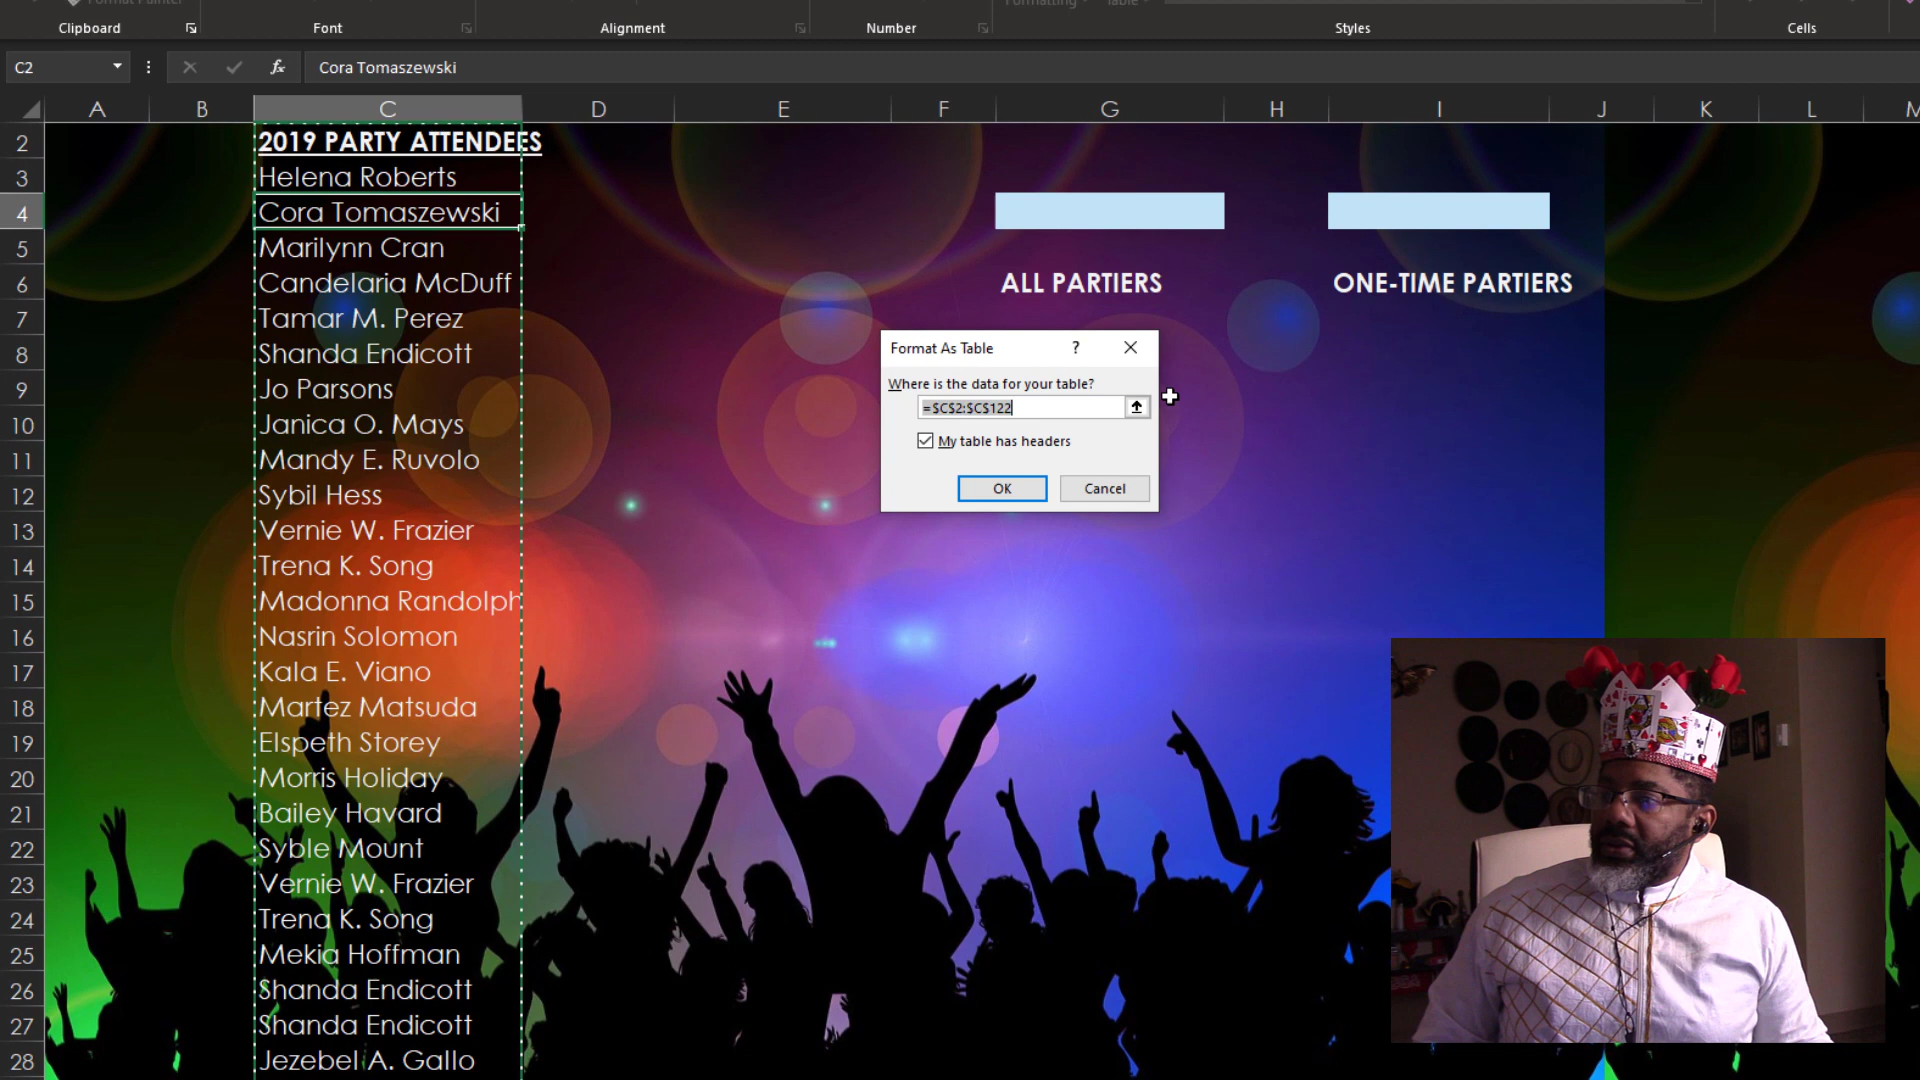 Formatting
Table
Clipboard
Font
Alignment
Number
Styles
Cells
C2
fx
Cora Tomaszewski
A B C D E F G H I J K L M
2 2019 PARTY ATTENDEES
3 Helena Roberts
4 Cora Tomaszewski
5 Marilynn Cran
6 Candelaria McDuff ALL PARTIERS ONE-TIME PARTIERS
7 Tamar M. Perez
8 Shanda Endicott
9 Jo Parsons
10 Janica O. Mays
11 Mandy E. Ruvolo
12 Sybil Hess
13 Vernie W. Frazier
14 Trena K. Song
15 Madonna Randolph
16 Nasrin Solomon
17 Kala E. Viano
18 Martez Matsuda
19 Elspeth Storey
20 Morris Holiday
21 Bailey Havard
22 Syble Mount
23 Vernie W. Frazier
24 Trena K. Song
25 Mekia Hoffman
26 Shanda Endicott
27 Shanda Endicott
28 Jezebel A. Gallo
Format As Table ?
Where is the data for your table?
=$C$2:$C$122
My table has headers
OK Cancel